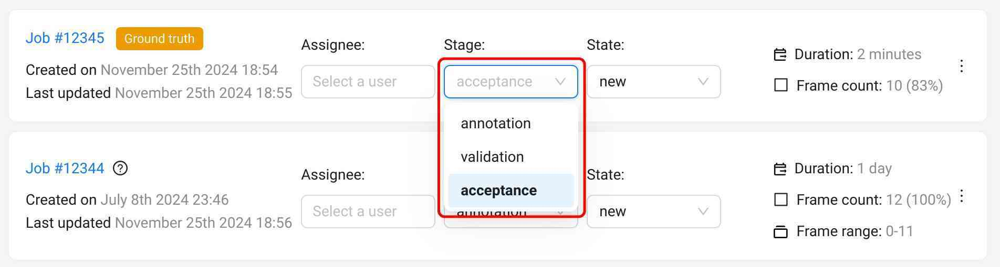 Job #12345 Ground truth
Assignee: Stage: State:
Created on November 25th 2024 18:54
Last updated November 25th 2024 18:55
Select a user acceptance new
Duration: 2 minutes
Frame count: 10 (83%)
annotation
validation
acceptance
Job #12344
Assignee: State:
Created on July 8th 2024 23:46
Last updated November 25th 2024 18:56
Select a user annotation new
Duration: 1 day
Frame count: 12 (100%)
Frame range: 0-11